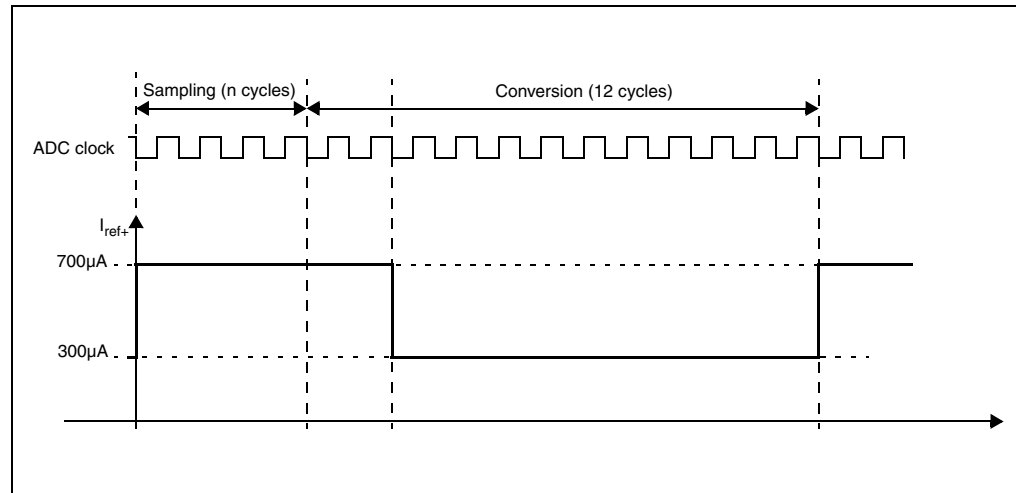 Sampling (n cycles)
Conversion (12 cycles)
ADC clock
Iref+
700µA
300µA